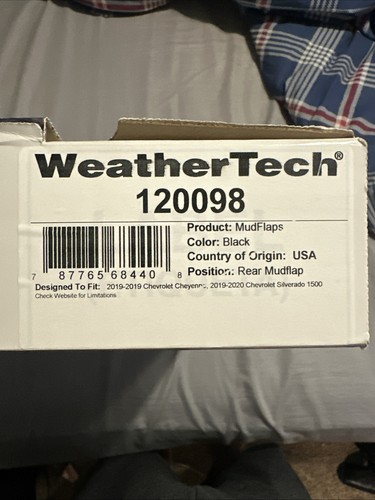 WeatherTech®
120098
Product: MudFlaps
Color: Black
Country of Origin: USA
Position: Rear Mudflap
7 87765 68440 8
Designed To Fit: 2019-2019 Chevrolet Cheyenne, 2019-2020 Chevrolet Silverado 1500
Check Website for Limitations